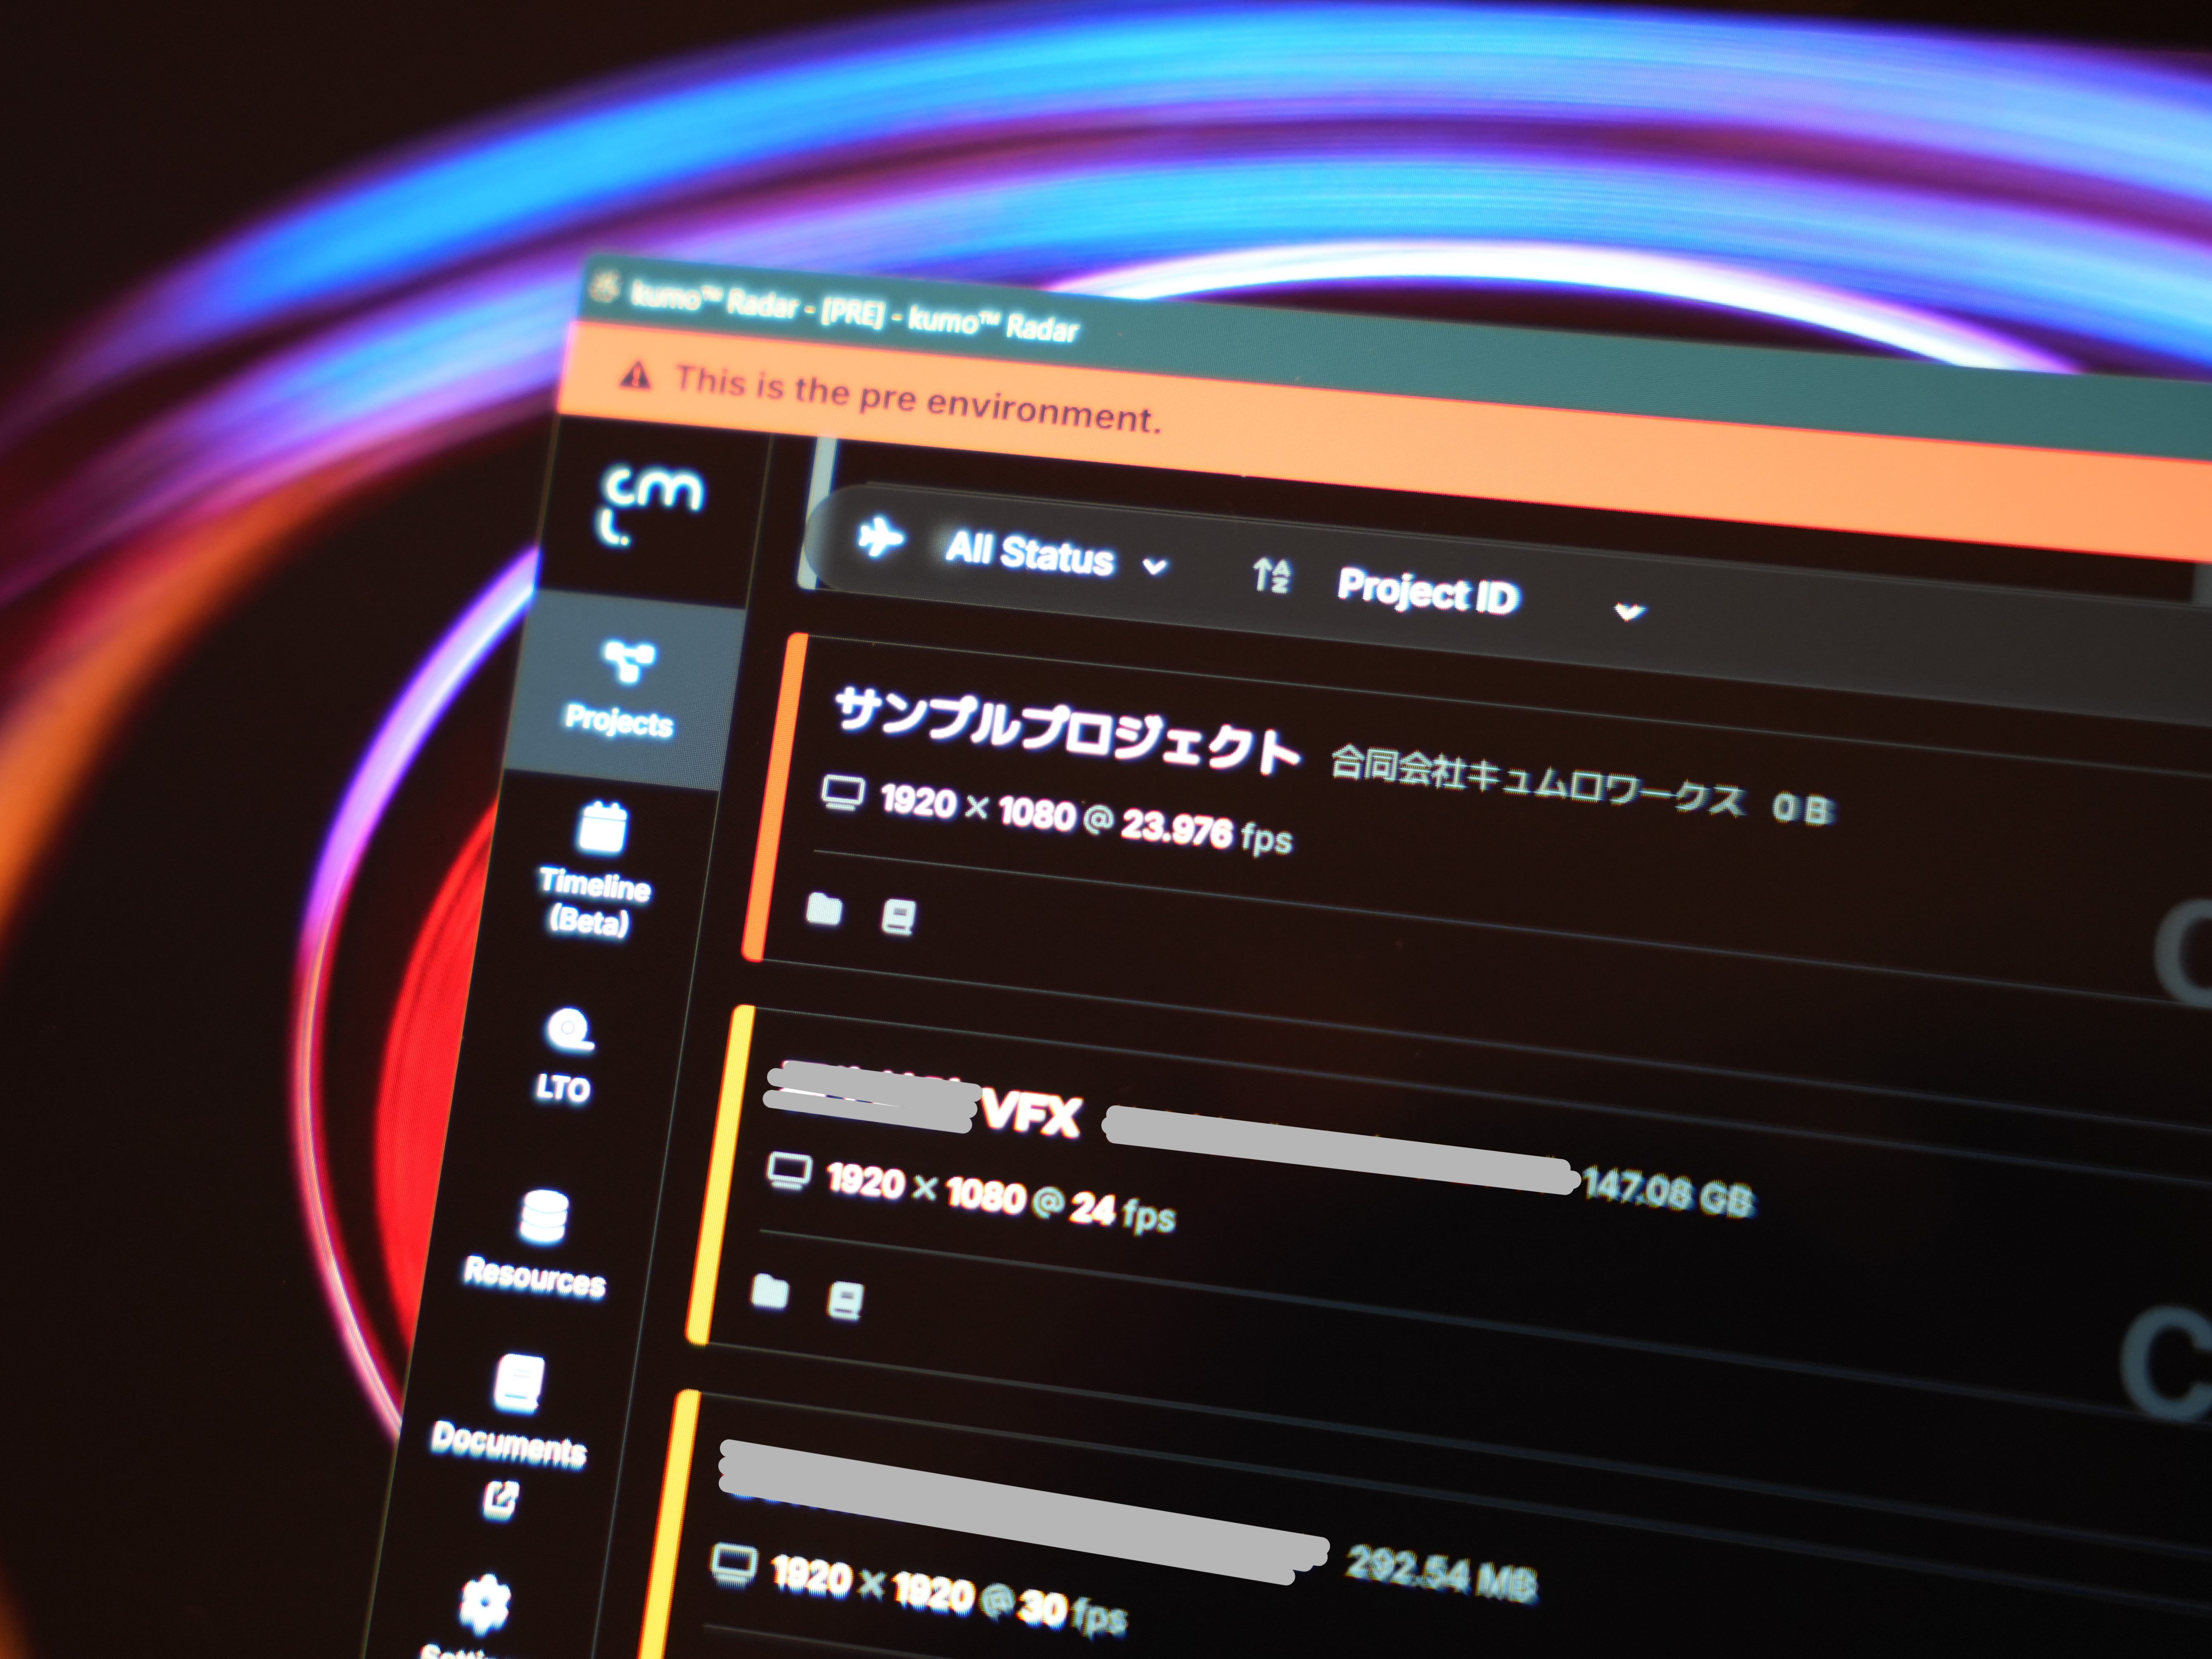 kumo™ Radar - [PRE] - kumo™ Radar
This is the pre environment.
cm
All Status
Project ID
Projects
サンプルプロジェクト 合同会社キュムロワークス 0 B
1920 × 1080 @ 23.976 fps
Timeline
(Beta)
LTO
VFX 147.08 GB
1920 × 1080 @ 24 fps
Resources
Documents
292.54 MB
1920 × 1920 @ 30 fps